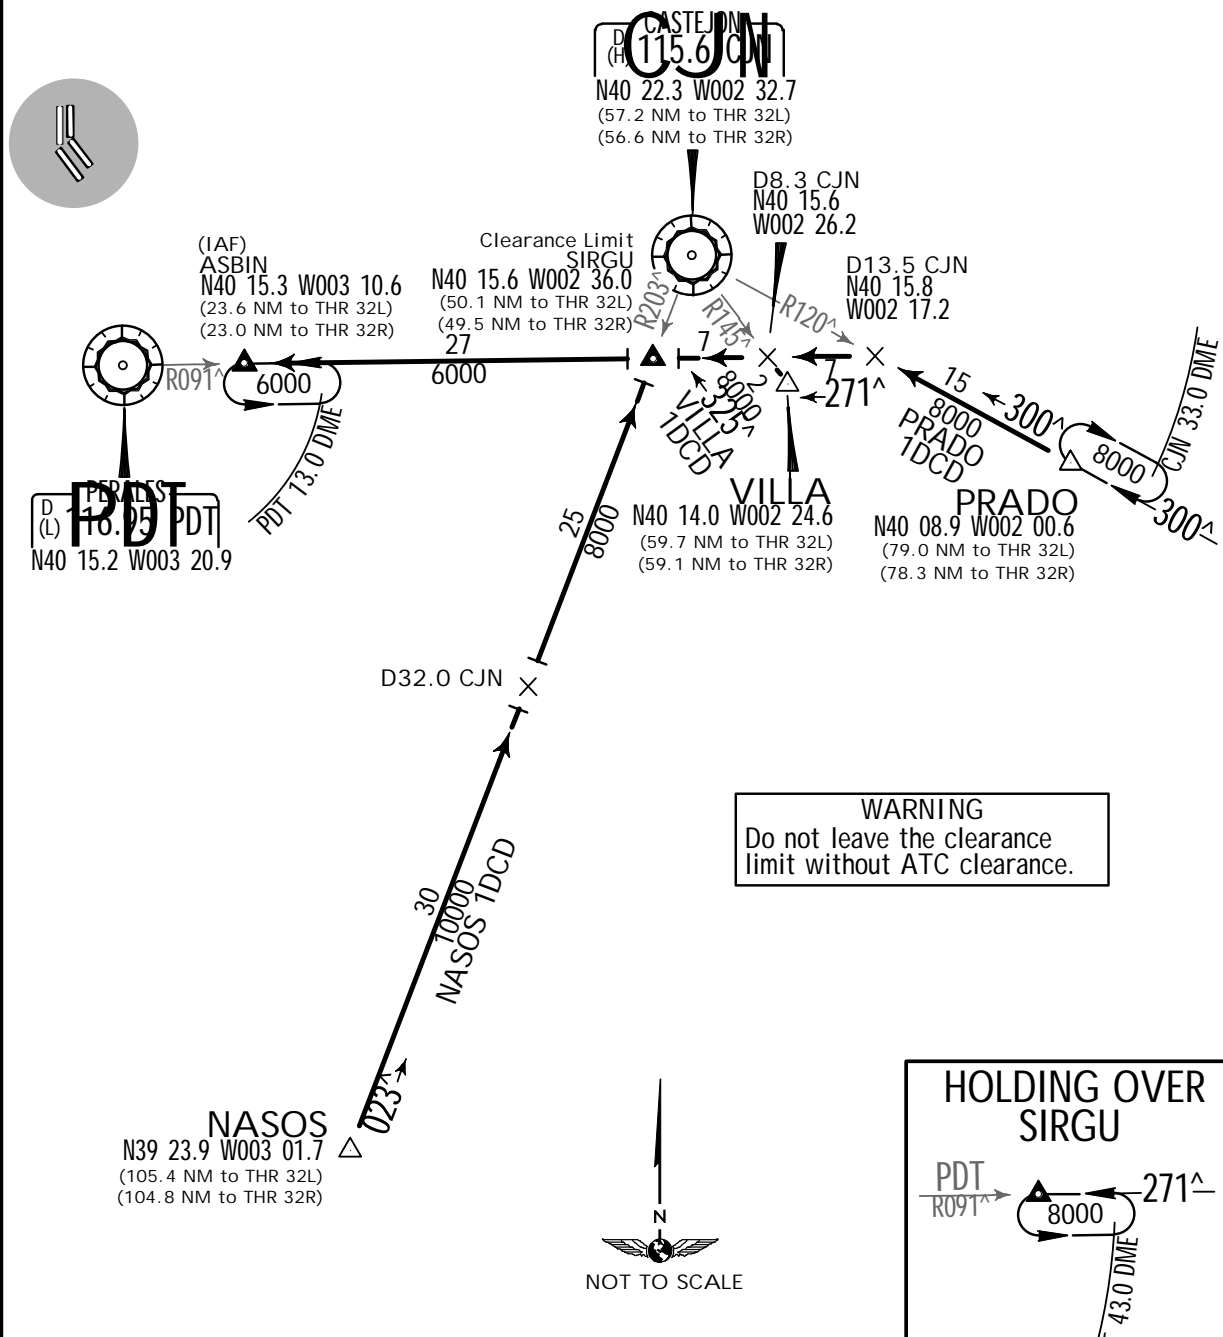 CASTEJON
D
(H)
115.6 CJN
CJN
N40 22.3 W002 32.7
(57.2 NM to THR 32L)
(56.6 NM to THR 32R)
D8.3 CJN
N40 15.6
W002 26.2
(IAF)
ASBIN
N40 15.3 W003 10.6
(23.6 NM to THR 32L)
(23.0 NM to THR 32R)
Clearance Limit
SIRGU
N40 15.6 W002 36.0
(50.1 NM to THR 32L)
(49.5 NM to THR 32R)
D13.5 CJN
N40 15.8
W002 17.2
R203^
R145^
R120^
R091^
27
6000
6000
7
8000
2
7
271^
325^
VILLA
1DCD
15
8000
300^
PRADO
1DCD
8000
300^
CJN 33.0 DME
PDT 13.0 DME
PERALES
D
(L)
116.95 PDT
PDT
N40 15.2 W003 20.9
VILLA
N40 14.0 W002 24.6
(59.7 NM to THR 32L)
(59.1 NM to THR 32R)
PRADO
N40 08.9 W002 00.6
(79.0 NM to THR 32L)
(78.3 NM to THR 32R)
25
8000
D32.0 CJN
30
10000
NASOS 1DCD
023^
WARNING
Do not leave the clearance
limit without ATC clearance.
NASOS
N39 23.9 W003 01.7
(105.4 NM to THR 32L)
(104.8 NM to THR 32R)
N
NOT TO SCALE
HOLDING OVER
SIRGU
PDT
R091^
271^
8000
43.0 DME